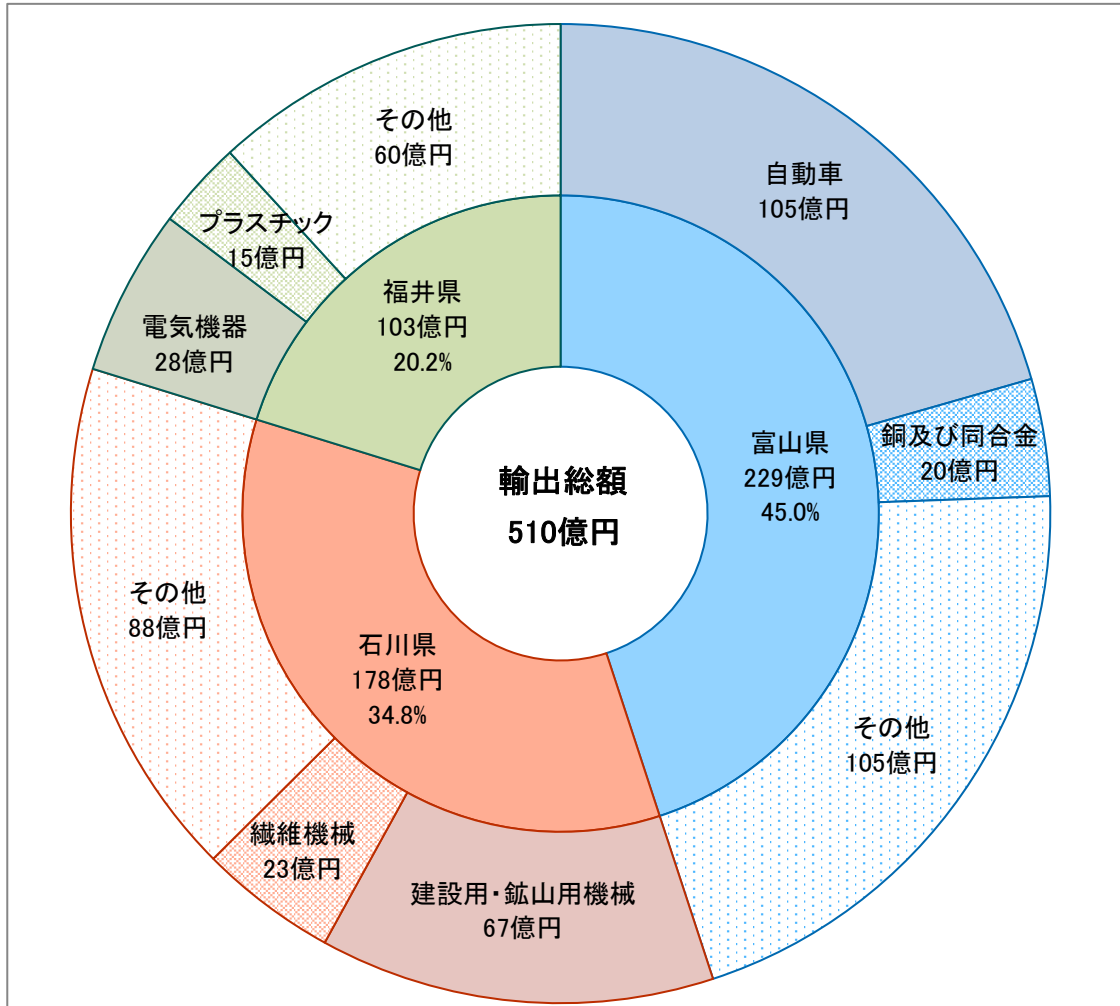 輸出総額
510億円
富山県
229億円
45.0%
自動車
105億円
銅及び同合金
20億円
その他
105億円
石川県
178億円
34.8%
建設用・鉱山用機械
67億円
繊維機械
23億円
その他
88億円
福井県
103億円
20.2%
電気機器
28億円
プラスチック
15億円
その他
60億円